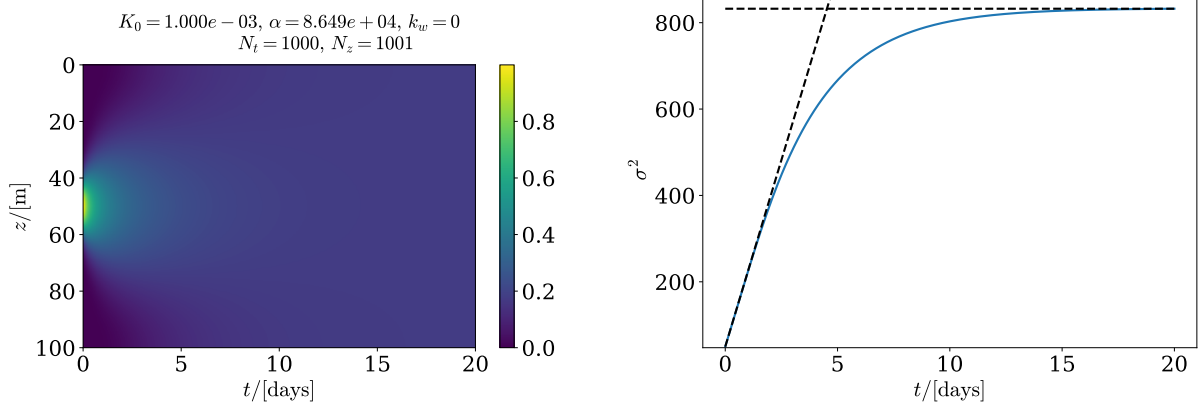 K_0 = 1.000e − 03, α = 8.649e + 04, k_w = 0
N_t = 1000, N_z = 1001
0
20
40
60
80
100
z/[m]
0 5 10 15 20
t/[days]
0.8
0.6
0.4
0.2
0.0
800
600
400
200
σ²
0 5 10 15 20
t/[days]